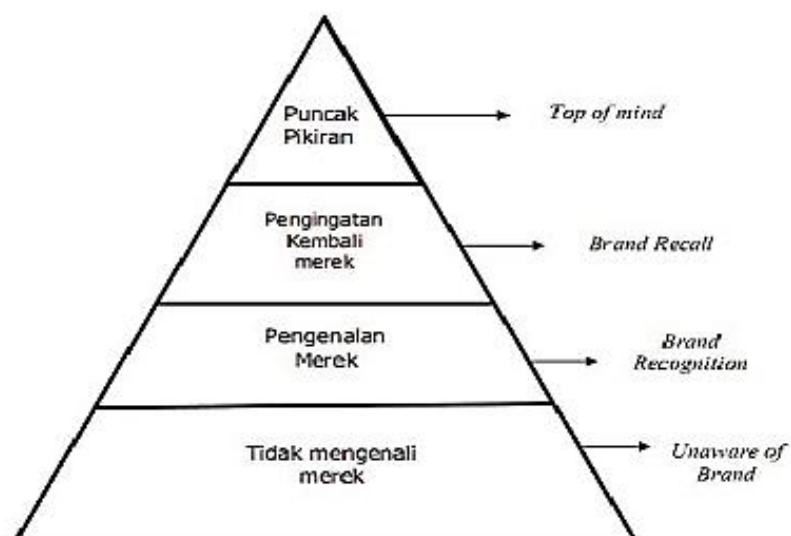 Puncak
Pikiran
Top of mind
Pengingatan
Kembali
merek
Brand Recall
Pengenalan
Merek
Brand
Recognition
Tidak mengenali
merek
Unaware of
Brand